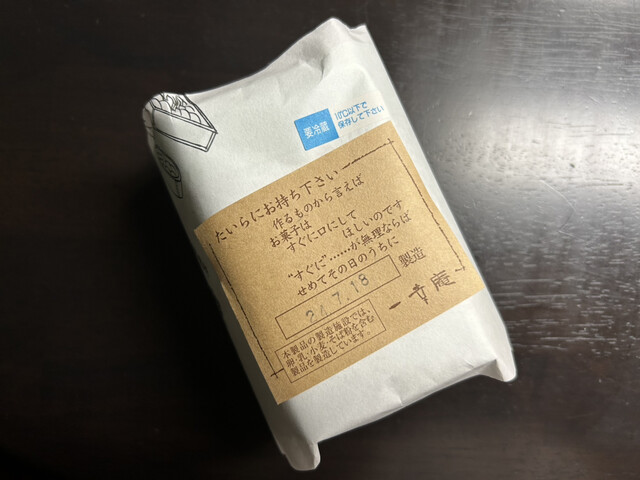 要冷蔵
10℃以下で
保存して下さい
たいらにお持ち下さい
作るものから言えば
お菓子は
すぐに口にして
ほしいのです
“すぐに”……が無理ならば
せめてその日のうちに
24.7.18
製造
本製品の製造施設では、
卵・乳・小麦・そば粉を含む
製品を製造しています。
一幸庵